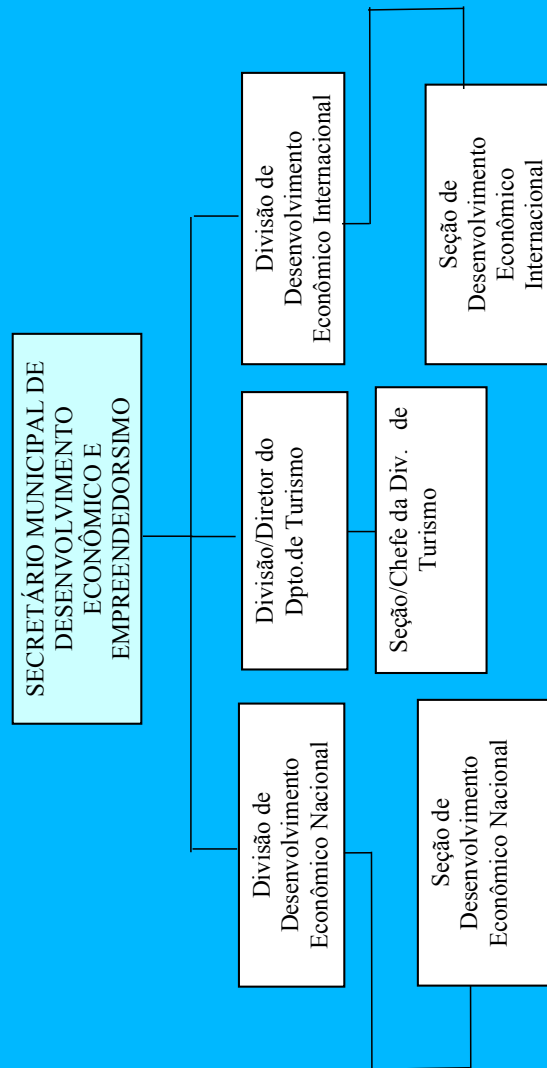 SECRETÁRIO MUNICIPAL DE
DESENVOLVIMENTO
ECONÔMICO E
EMPREENDEDORSIMO
Divisão de
Desenvolvimento
Econômico Nacional
Divisão/Diretor do
Dpto.de Turismo
Divisão de
Desenvolvimento
Econômico Internacional
Seção de
Desenvolvimento
Econômico Nacional
Seção/Chefe da Div. de
Turismo
Seção de
Desenvolvimento
Econômico
Internacional